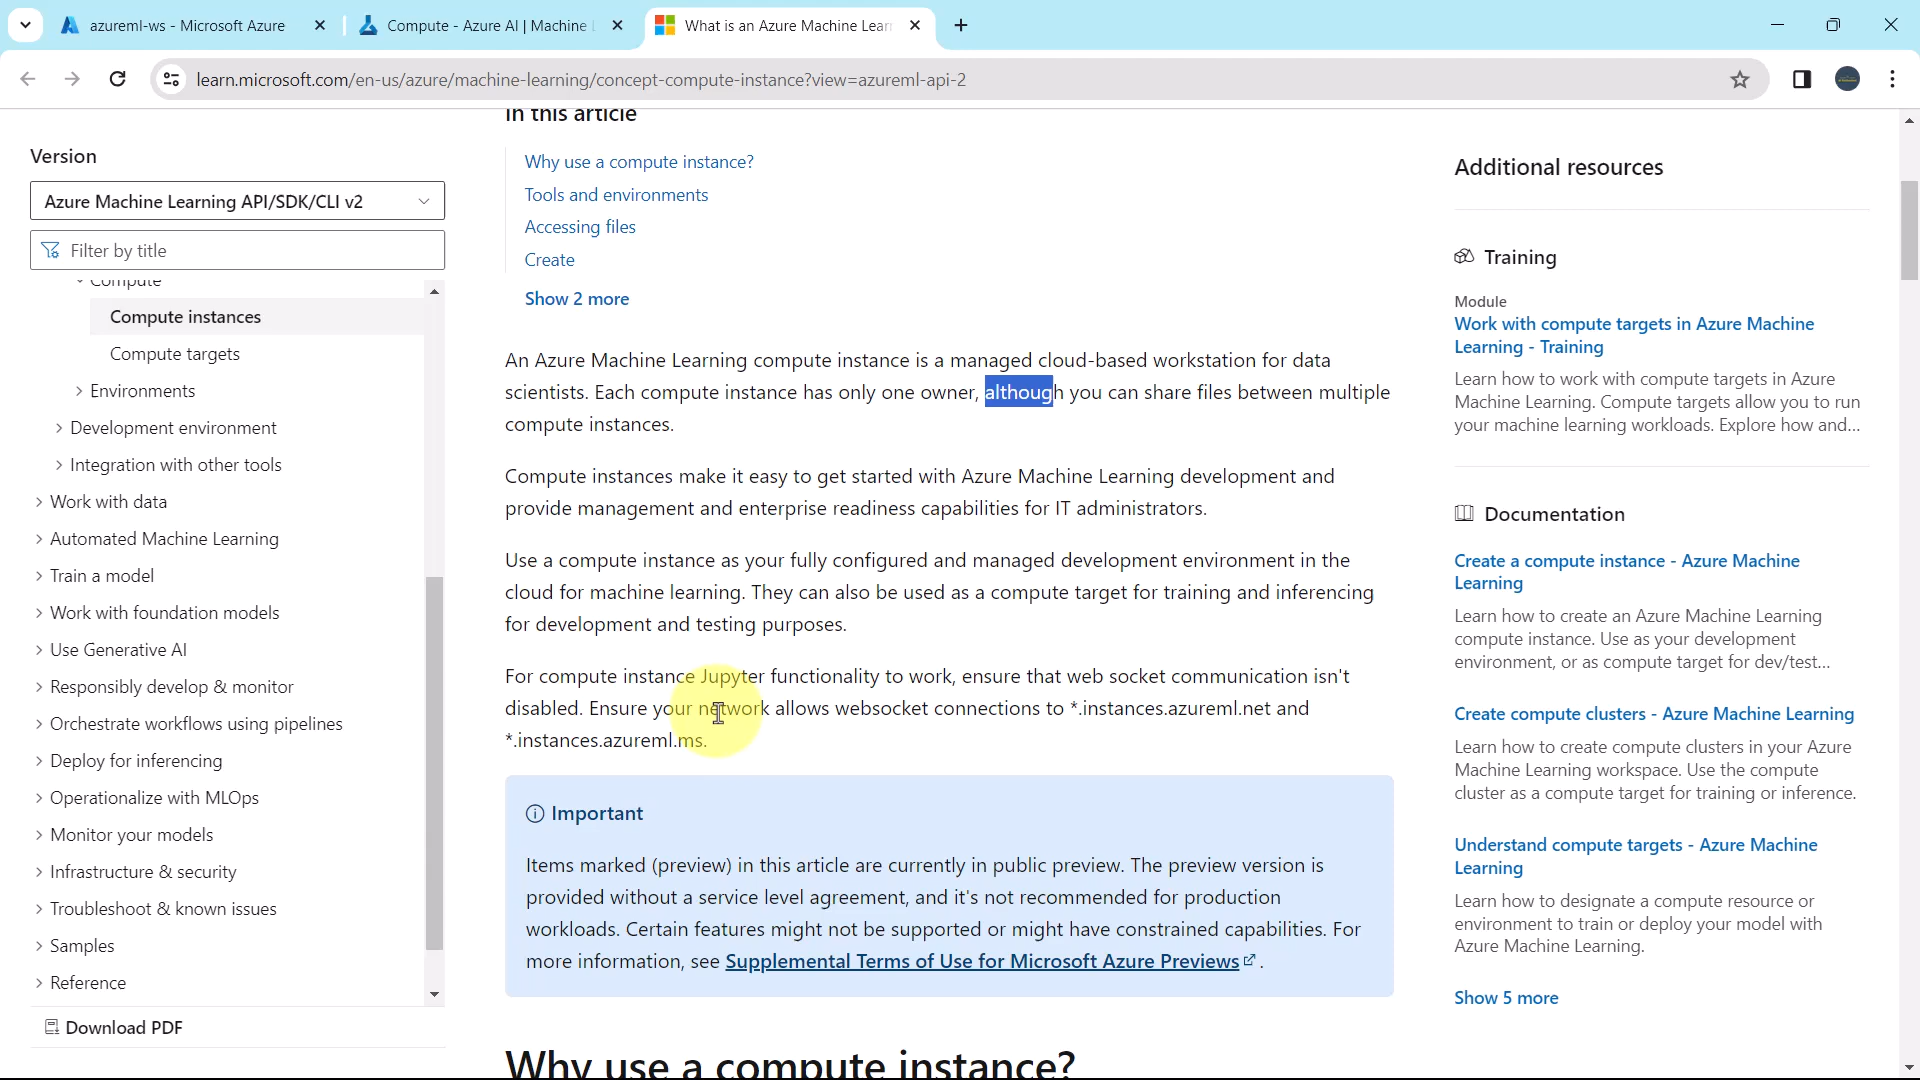 azureml-ws - Microsoft Azure
Compute - Azure AI | Machine
What is an Azure Machine Lear
learn.microsoft.com/en-us/azure/machine-learning/concept-compute-instance?view=azureml-api-2
Version
Azure Machine Learning API/SDK/CLI v2
Filter by title
Compute
Compute instances
Compute targets
Environments
Development environment
Integration with other tools
Work with data
Automated Machine Learning
Train a model
Work with foundation models
Use Generative AI
Responsibly develop & monitor
Orchestrate workflows using pipelines
Deploy for inferencing
Operationalize with MLOps
Monitor your models
Infrastructure & security
Troubleshoot & known issues
Samples
Reference
Download PDF
In this article
Why use a compute instance?
Tools and environments
Accessing files
Create
Show 2 more
An Azure Machine Learning compute instance is a managed cloud-based workstation for data
scientists. Each compute instance has only one owner, although you can share files between multiple
compute instances.
Compute instances make it easy to get started with Azure Machine Learning development and
provide management and enterprise readiness capabilities for IT administrators.
Use a compute instance as your fully configured and managed development environment in the
cloud for machine learning. They can also be used as a compute target for training and inferencing
for development and testing purposes.
For compute instance Jupyter functionality to work, ensure that web socket communication isn't
disabled. Ensure your network allows websocket connections to *.instances.azureml.net and
*.instances.azureml.ms.
Important
Items marked (preview) in this article are currently in public preview. The preview version is
provided without a service level agreement, and it's not recommended for production
workloads. Certain features might not be supported or might have constrained capabilities. For
more information, see Supplemental Terms of Use for Microsoft Azure Previews.
Why use a compute instance?
Additional resources
Training
Module
Work with compute targets in Azure Machine
Learning - Training
Learn how to work with compute targets in Azure
Machine Learning. Compute targets allow you to run
your machine learning workloads. Explore how and...
Documentation
Create a compute instance - Azure Machine
Learning
Learn how to create an Azure Machine Learning
compute instance. Use as your development
environment, or as compute target for dev/test...
Create compute clusters - Azure Machine Learning
Learn how to create compute clusters in your Azure
Machine Learning workspace. Use the compute
cluster as a compute target for training or inference.
Understand compute targets - Azure Machine
Learning
Learn how to designate a compute resource or
environment to train or deploy your model with
Azure Machine Learning.
Show 5 more